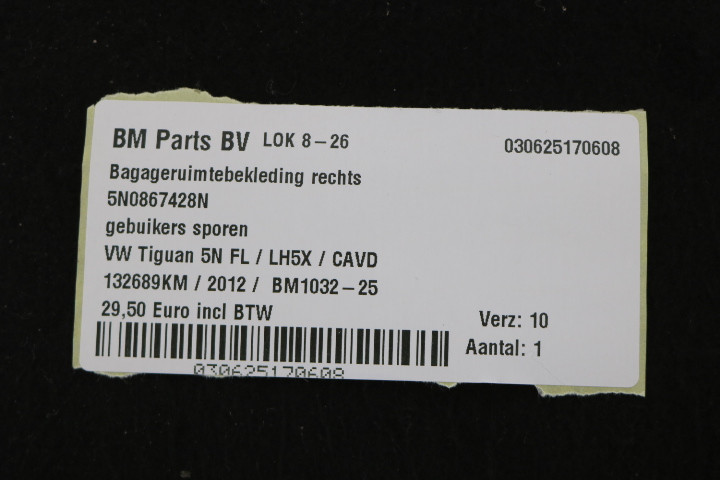 BM Parts BV LOK 8-26 030625170608
Bagageruimtebekleding rechts
5N0867428N
gebuikers sporen
VW Tiguan 5N FL / LH5X / CAVD
132689KM / 2012 / BM1032-25
29,50 Euro incl BTW Verz: 10
Aantal: 1
030625170608